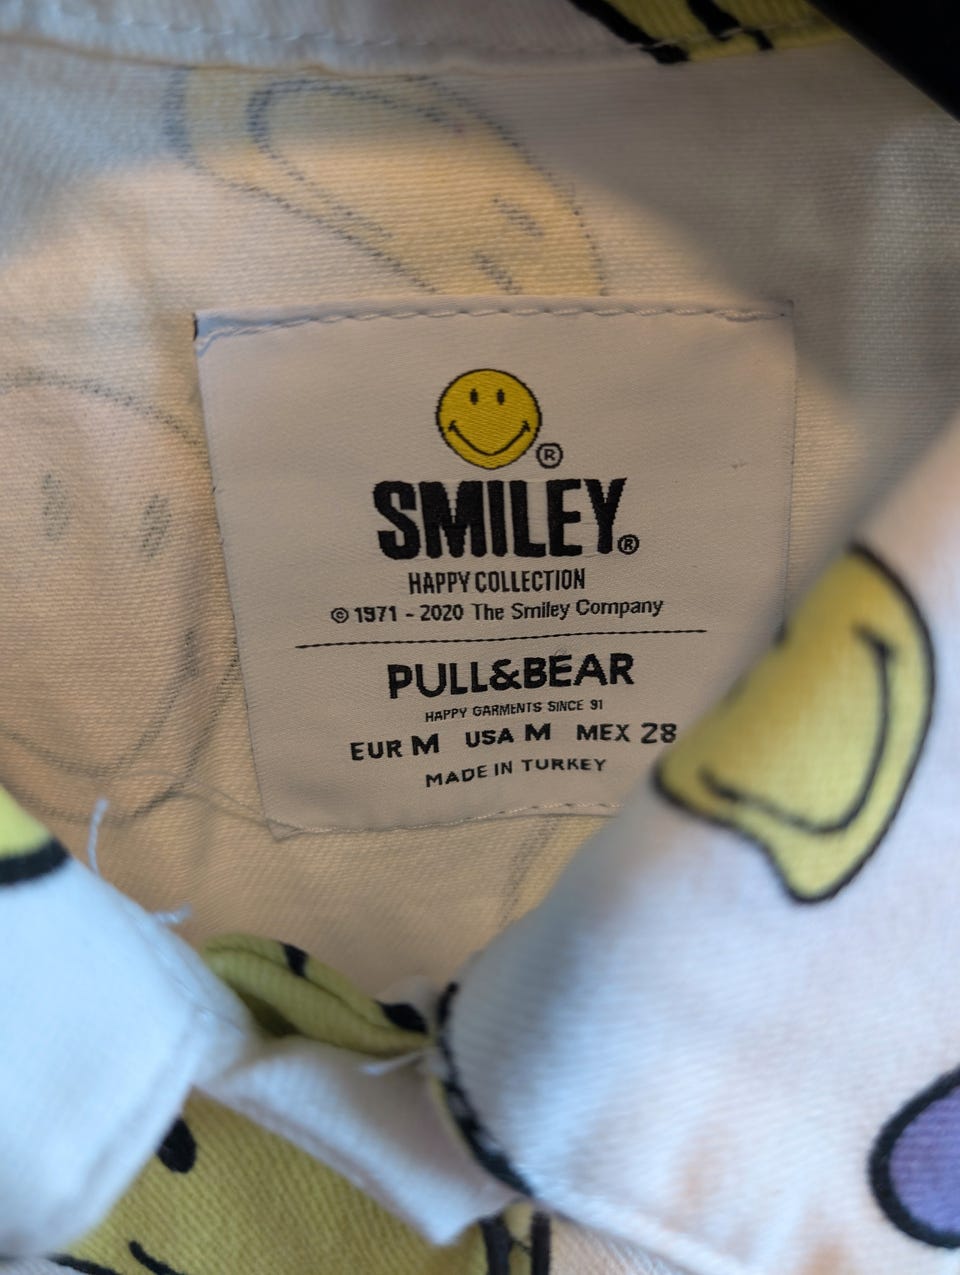 ®
SMILEY®
HAPPY COLLECTION
© 1971 - 2020 The Smiley Company
PULL&BEAR
HAPPY GARMENTS SINCE 91
EUR M USA M MEX 28
MADE IN TURKEY